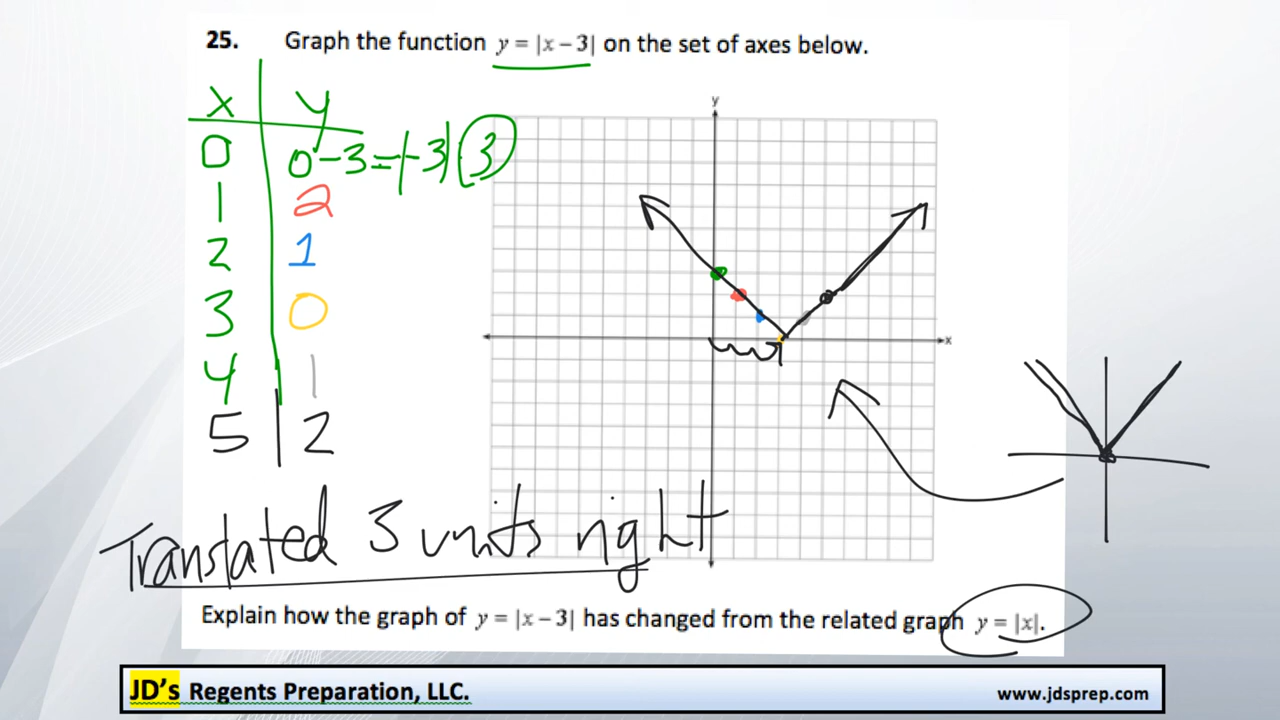 25. Graph the function y = |x – 3| on the set of axes below.
x y
0 0 – 3 = |-3| 3
1 2
2 1
3 0
4 1
5 2
y
x
Translated 3 units right
Explain how the graph of y = |x – 3| has changed from the related graph y = |x|.
JD's Regents Preparation, LLC.
www.jdsprep.com